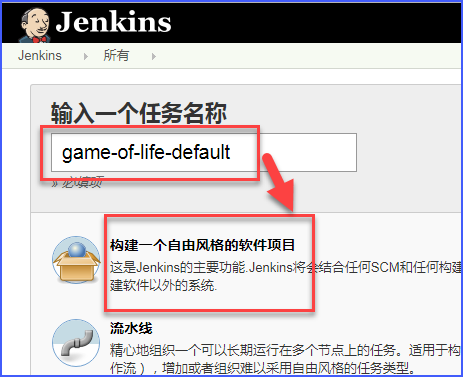 Jenkins
Jenkins 所有
输入一个任务名称
game-of-life-default
» 必填项
构建一个自由风格的软件项目
这是Jenkins的主要功能.Jenkins将会结合任何SCM和任何构建
建软件以外的系统.
流水线
精心地组织一个可以长期运行在多个节点上的任务。适用于构
作流），增加或者组织难以采用自由风格的任务类型。